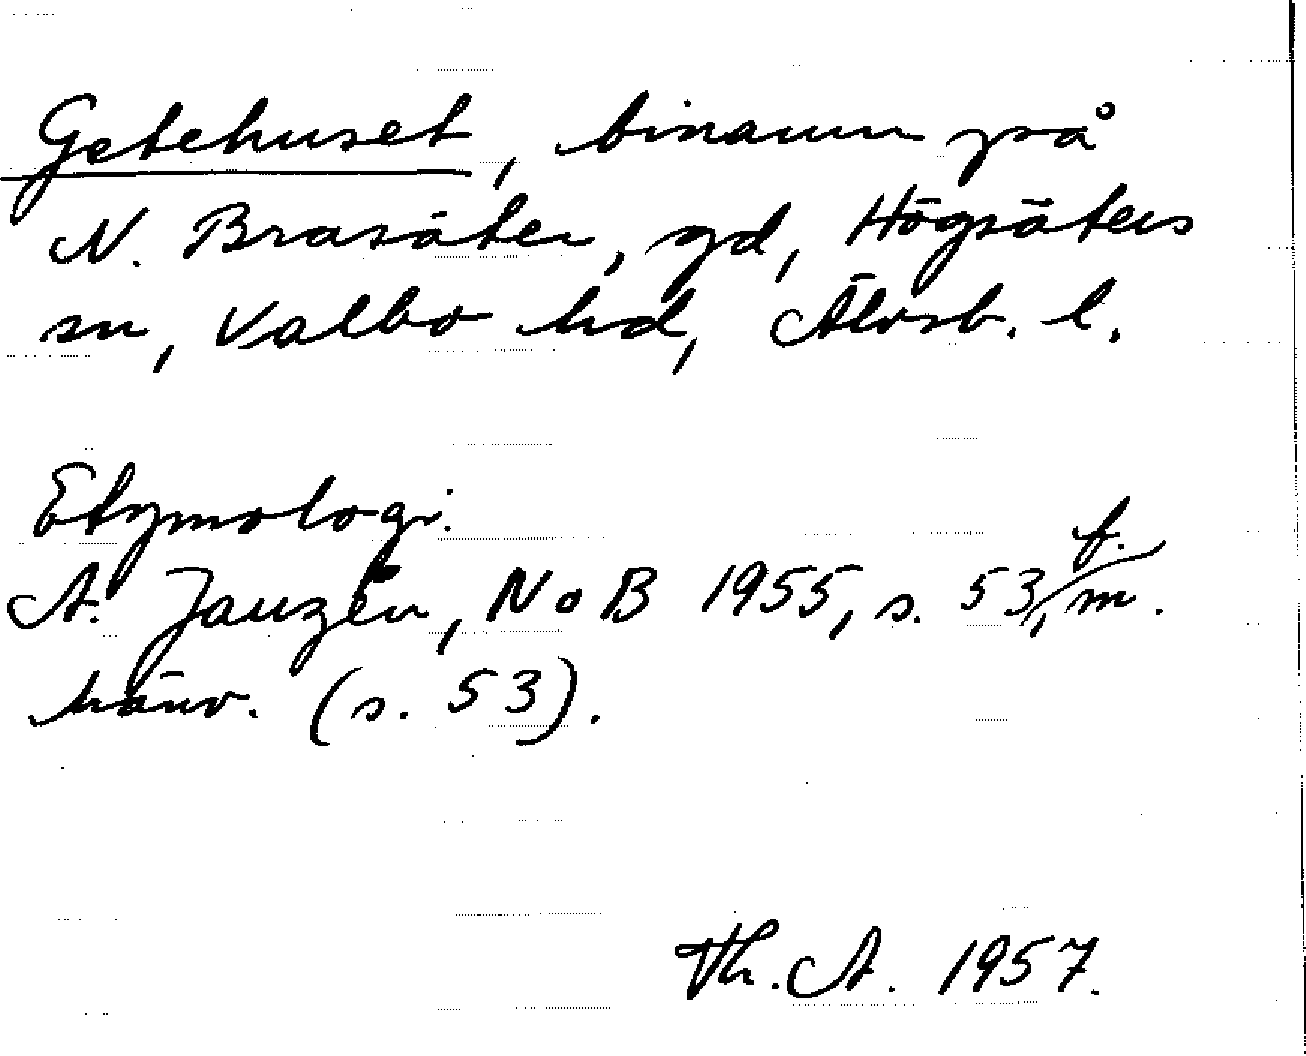 Getehuset, binamn på
N. Brasäter, gd, Högsäters
sn, Valbo hd, Älvsb. l.
Etymologi:
A. Janzén, NoB 1955, s. 53, m. f.
hänv. (s. 53).
Th. A. 1957.